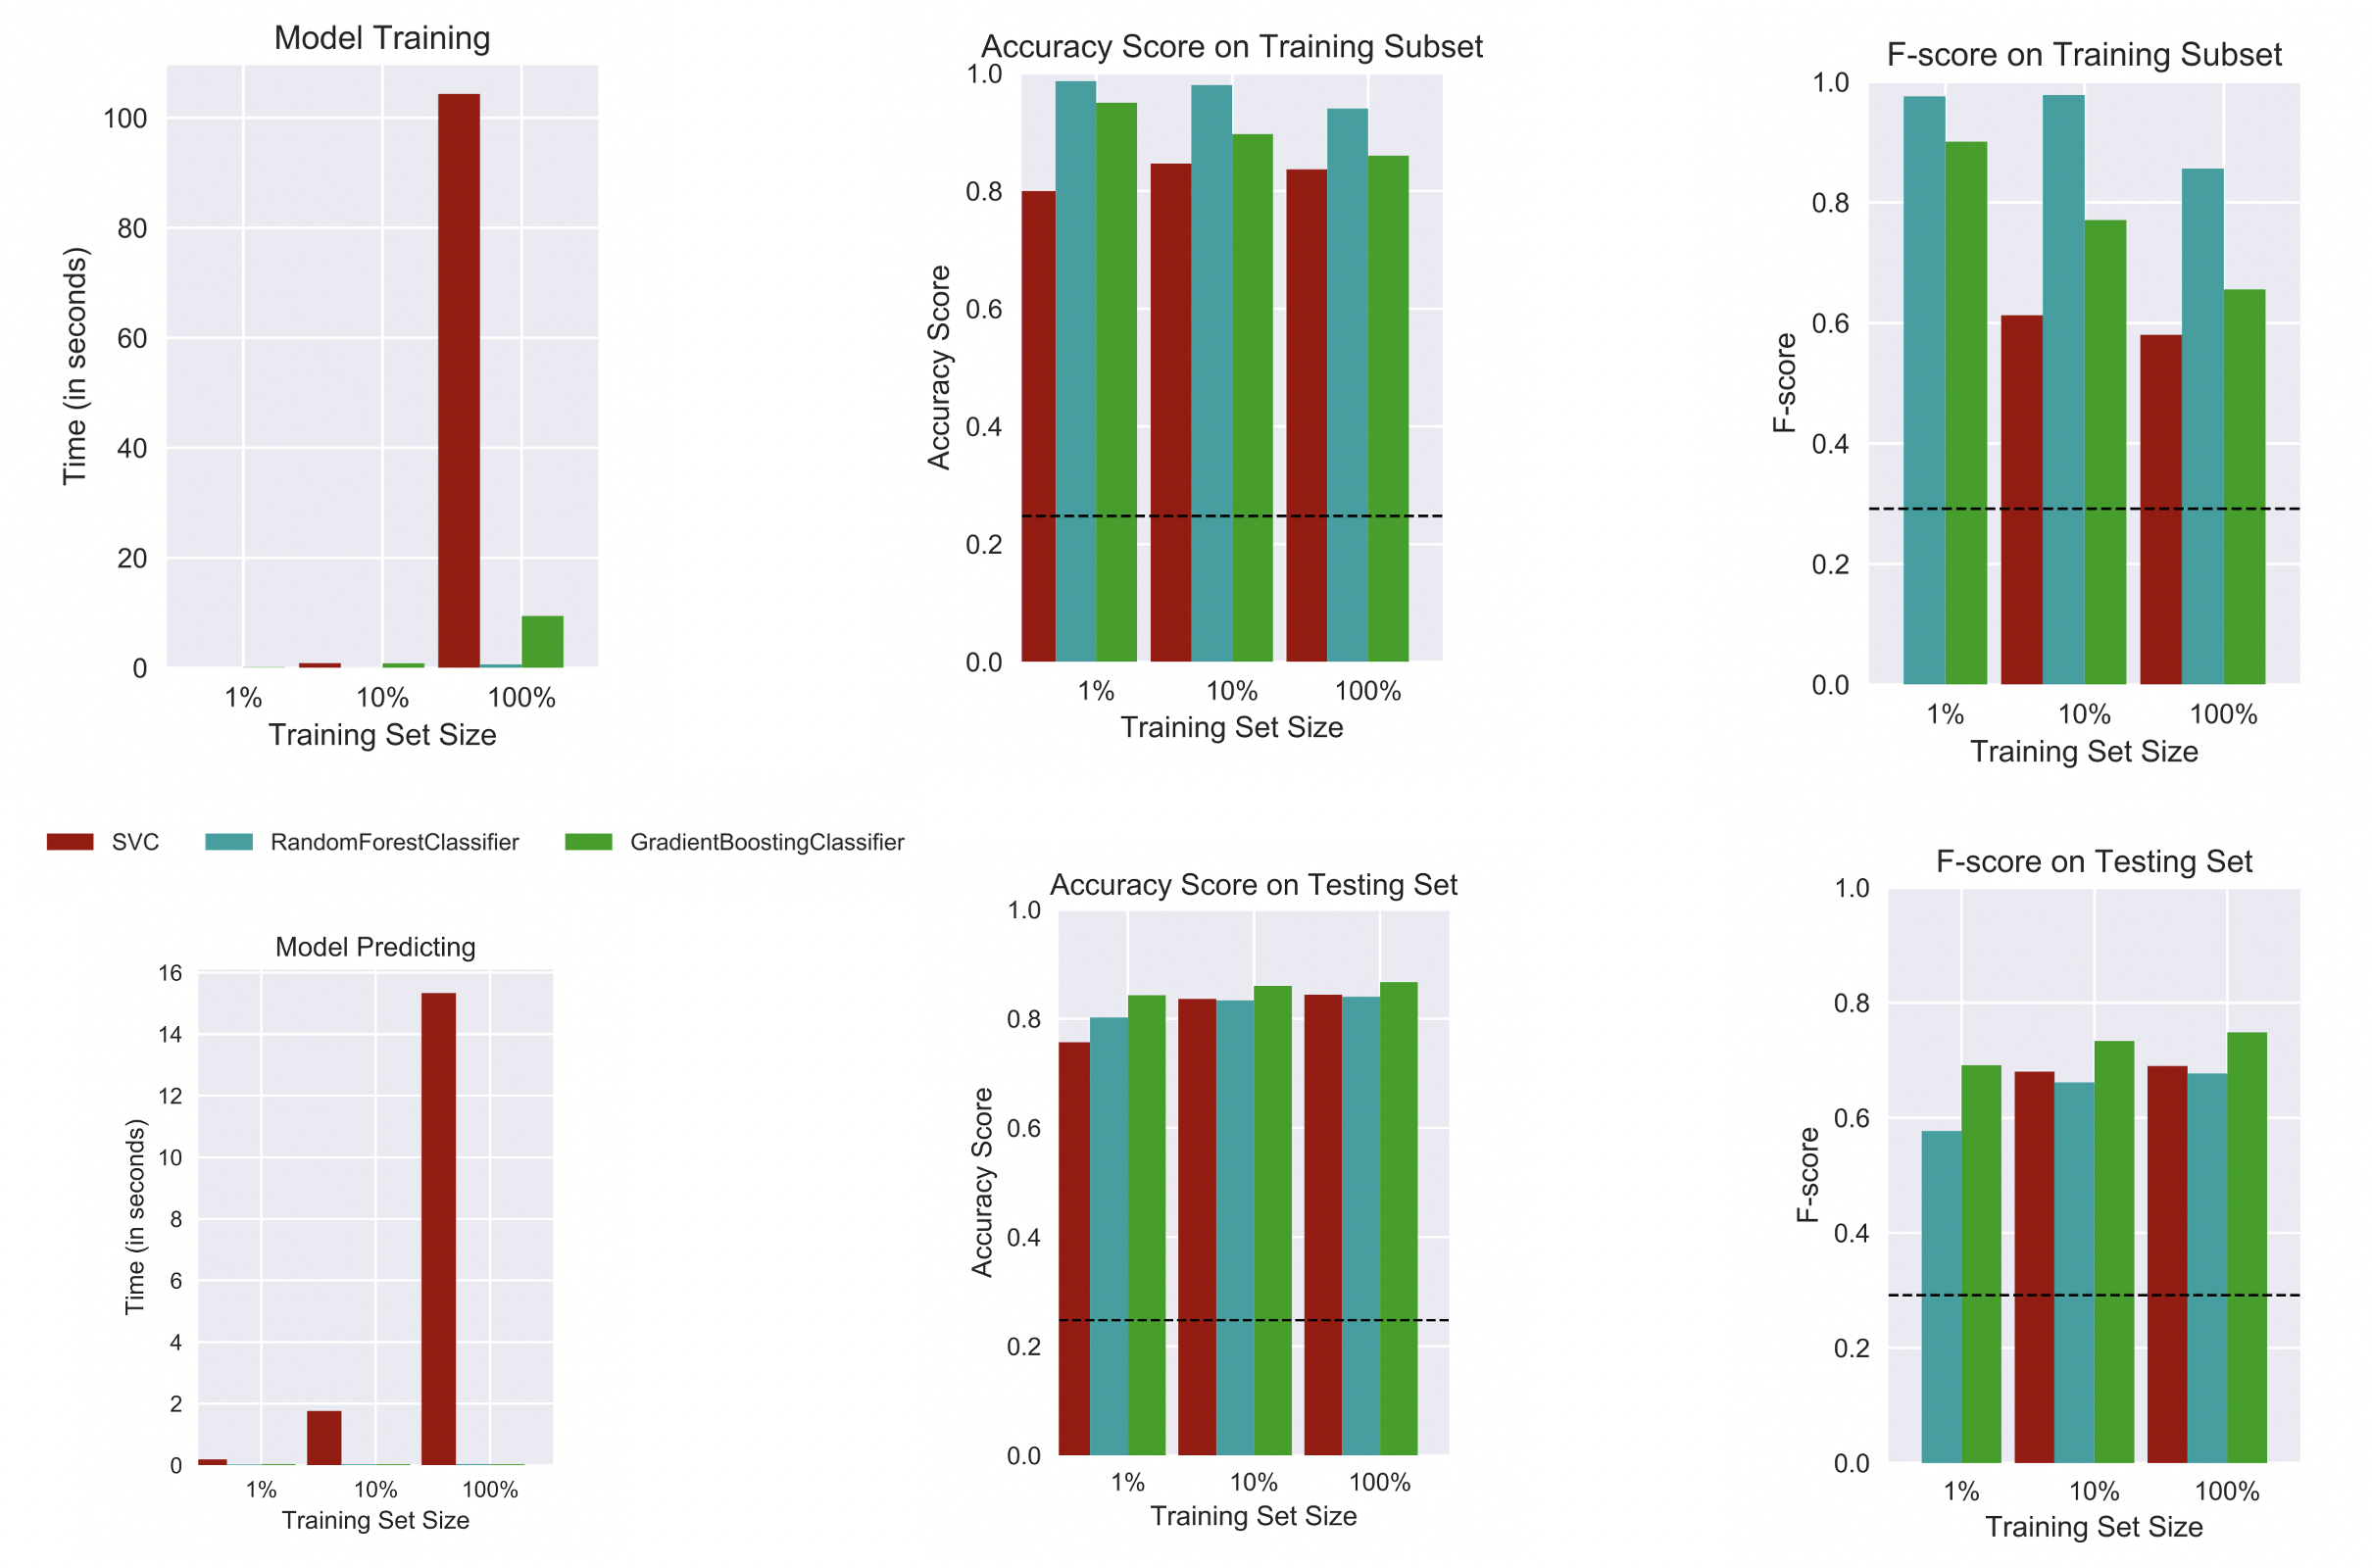 Model Training
100
80
60
40
20
0
Time (in seconds)
1% 10% 100%
Training Set Size
Accuracy Score on Training Subset
1.0
0.8
0.6
0.4
0.2
0.0
Accuracy Score
1% 10% 100%
Training Set Size
F-score on Training Subset
1.0
0.8
0.6
0.4
0.2
0.0
F-score
1% 10% 100%
Training Set Size
SVC RandomForestClassifier GradientBoostingClassifier
Model Predicting
16
14
12
10
8
6
4
2
0
Time (in seconds)
1% 10% 100%
Training Set Size
Accuracy Score on Testing Set
1.0
0.8
0.6
0.4
0.2
0.0
Accuracy Score
1% 10% 100%
Training Set Size
F-score on Testing Set
1.0
0.8
0.6
0.4
0.2
0.0
F-score
1% 10% 100%
Training Set Size